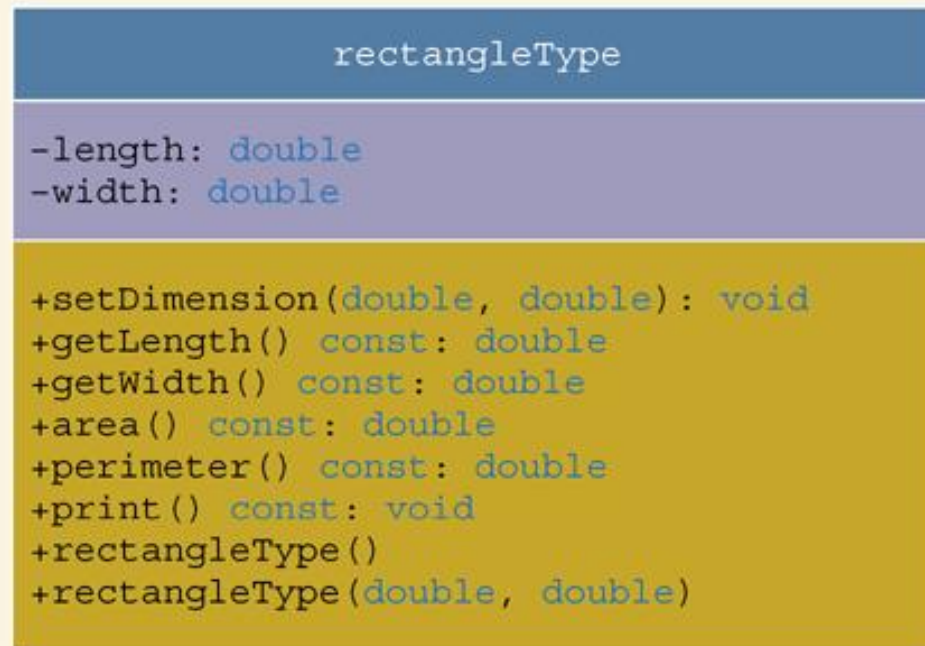 rectangleType
-length: double
-width: double
+setDimension(double, double): void
+getLength() const: double
+getWidth() const: double
+area() const: double
+perimeter() const: double
+print() const: void
+rectangleType()
+rectangleType(double, double)